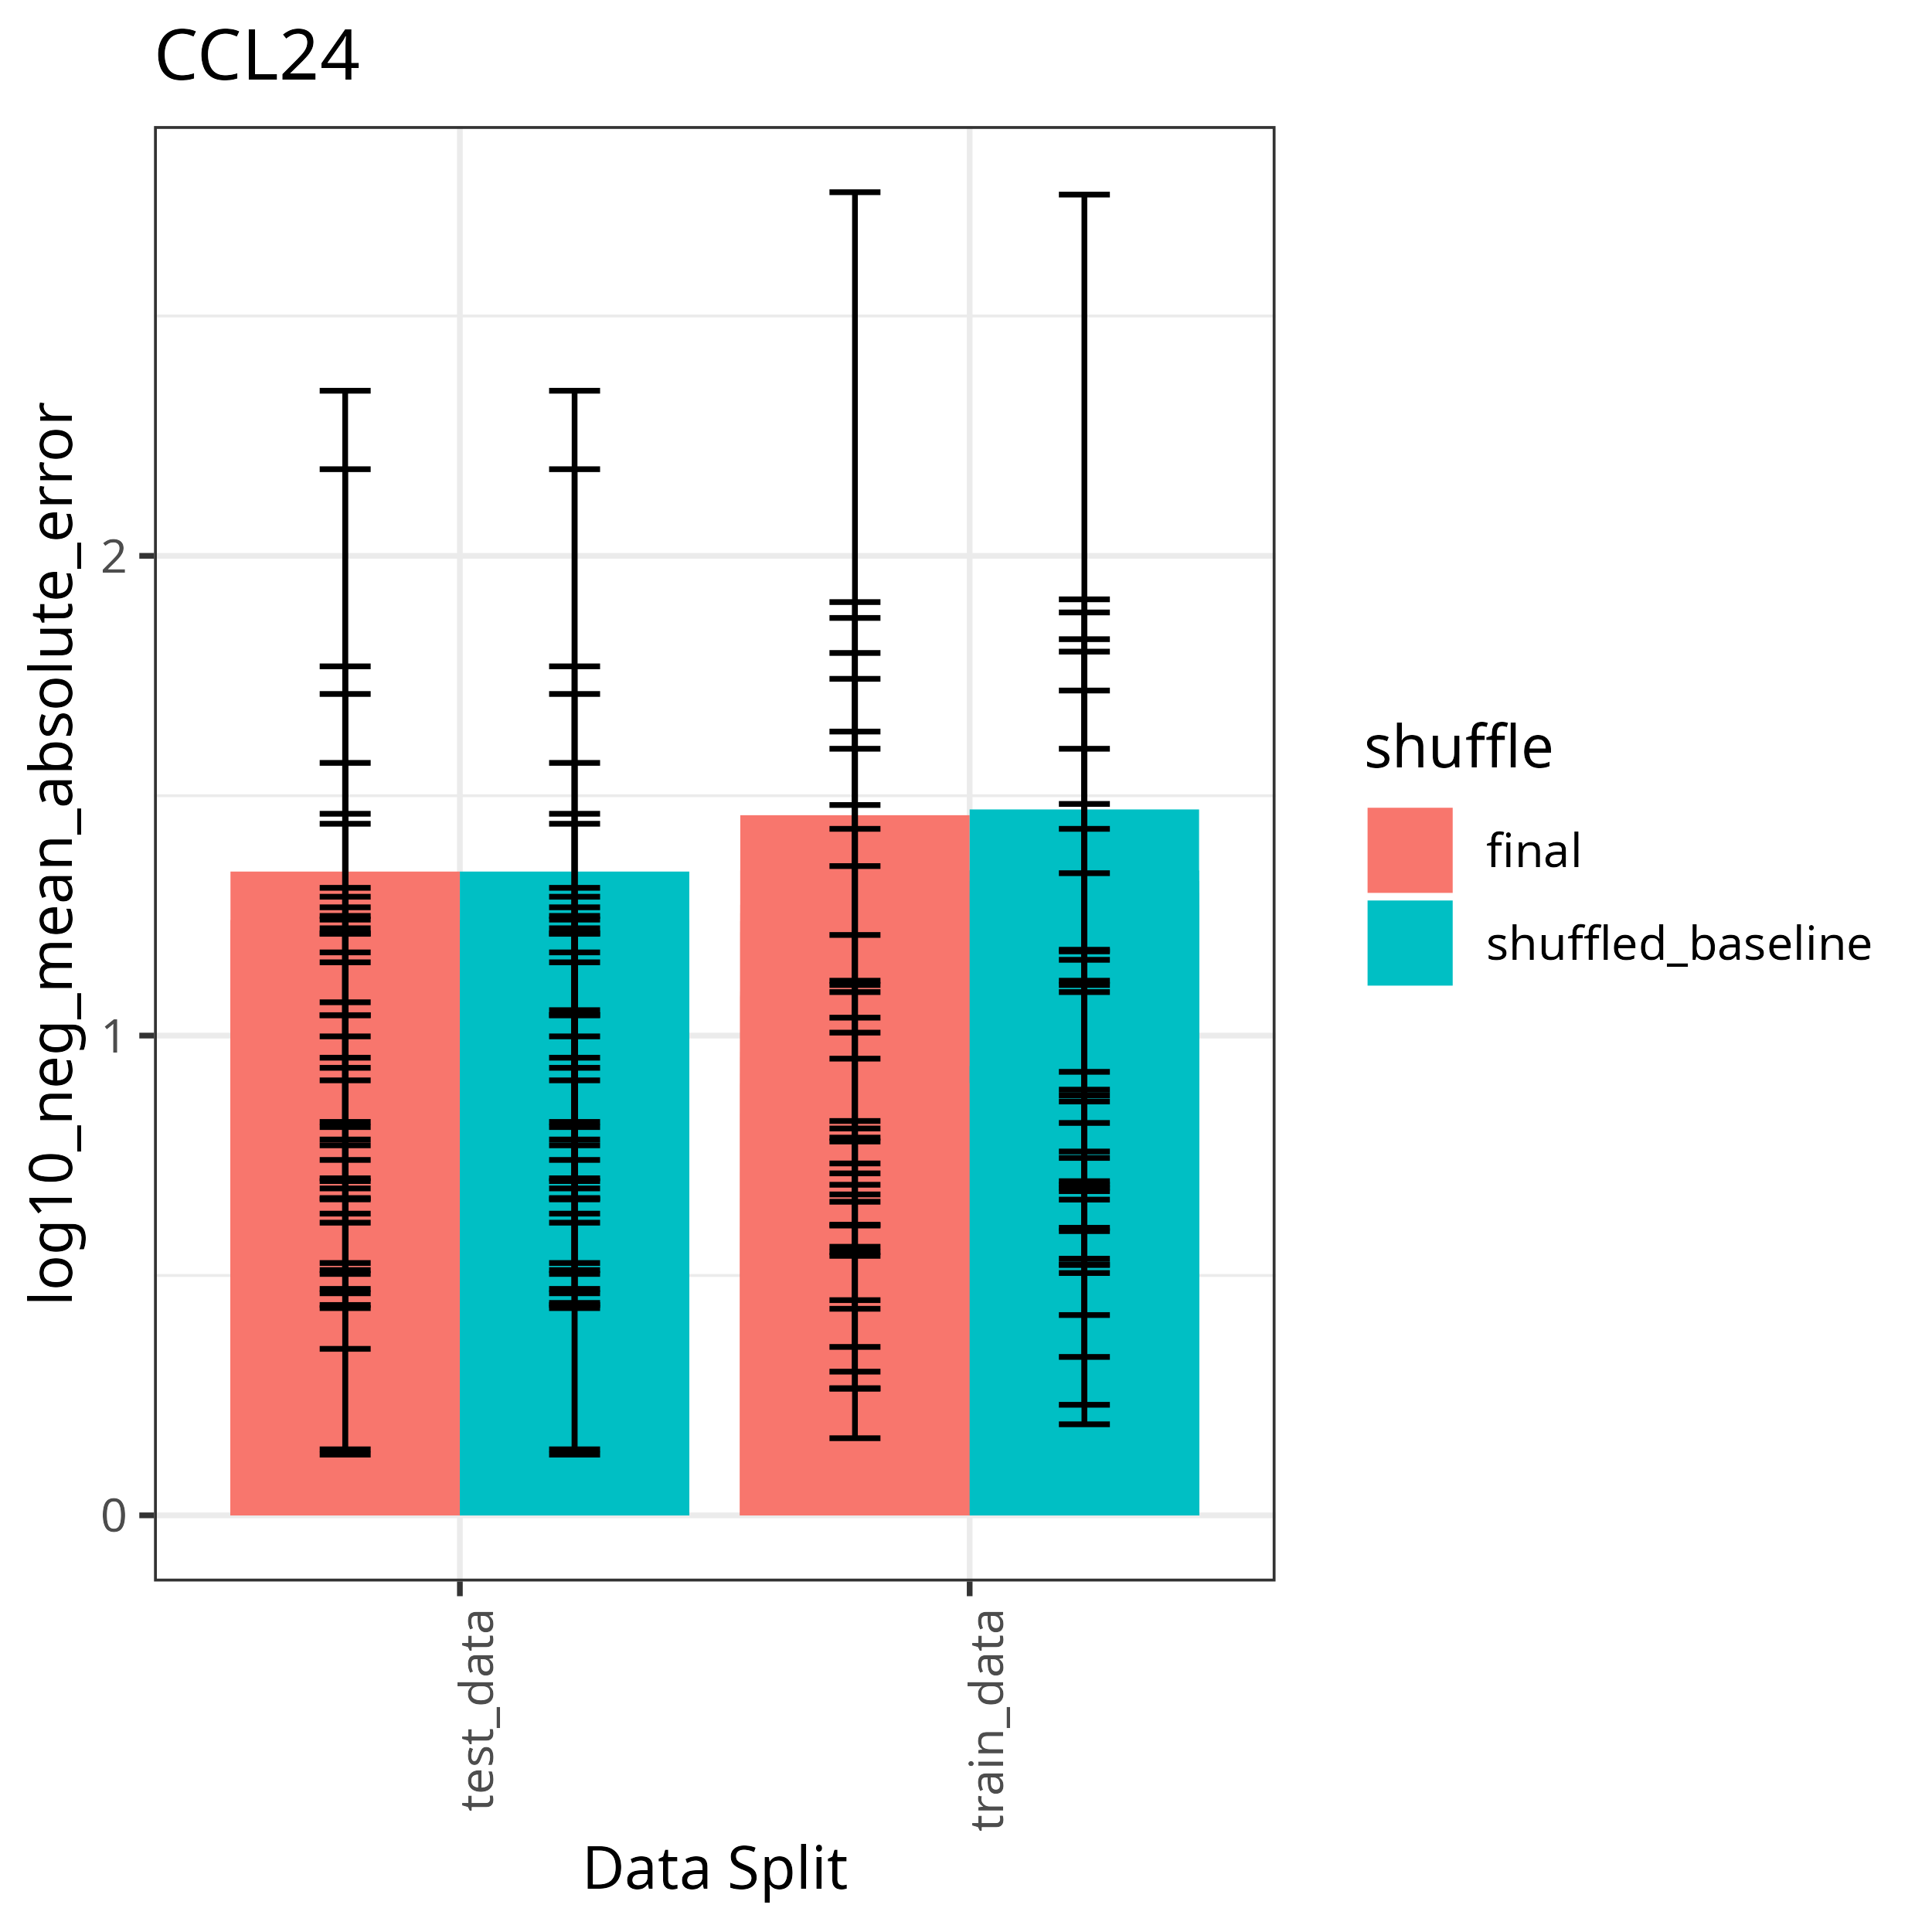 CCL24
log10_neg_mean_absolute_error
2
1
0
test_data
train_data
Data Split
shuffle
final
shuffled_baseline